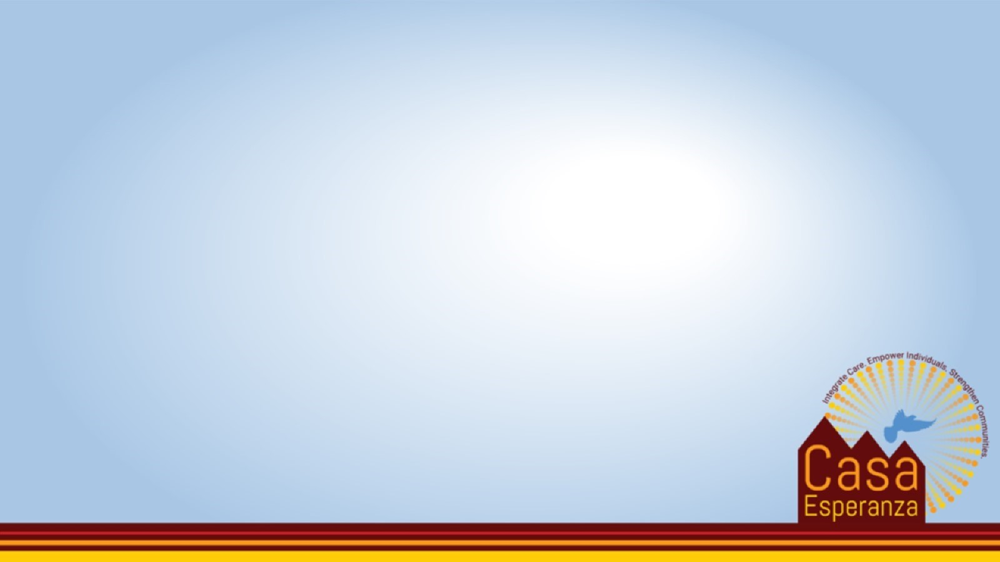 Integrate Care. Empower Individuals. Strengthen Communities.
Casa
Esperanza